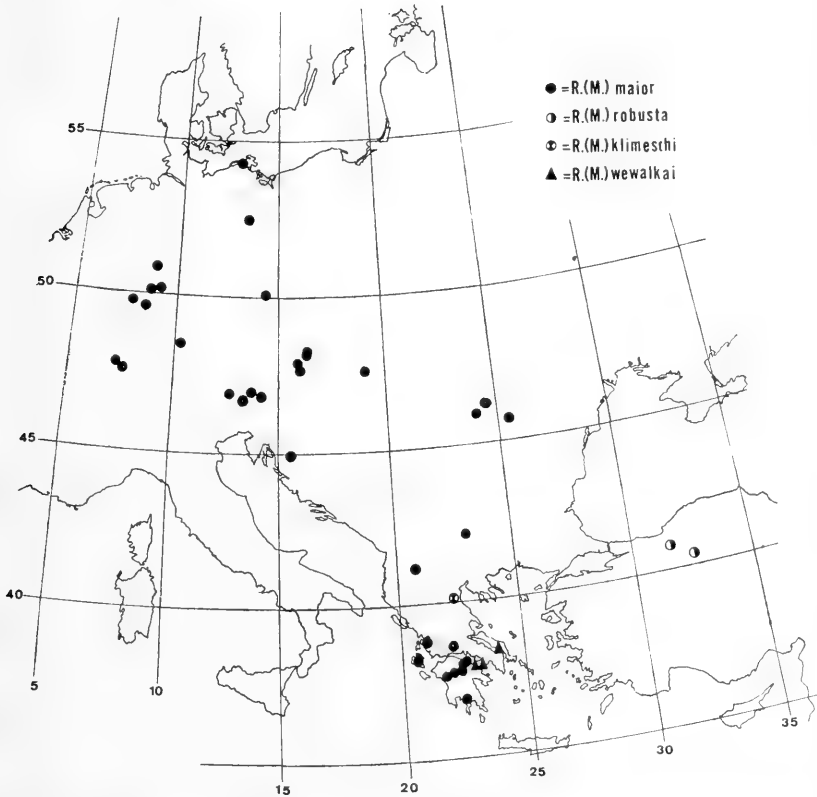 ● =R.(M.) maior
◑ =R.(M.) robusta
=R.(M.) klimeschi
▲ =R.(M.) wewalkai
55
50
45
40
5
10
15
20
25
30
35